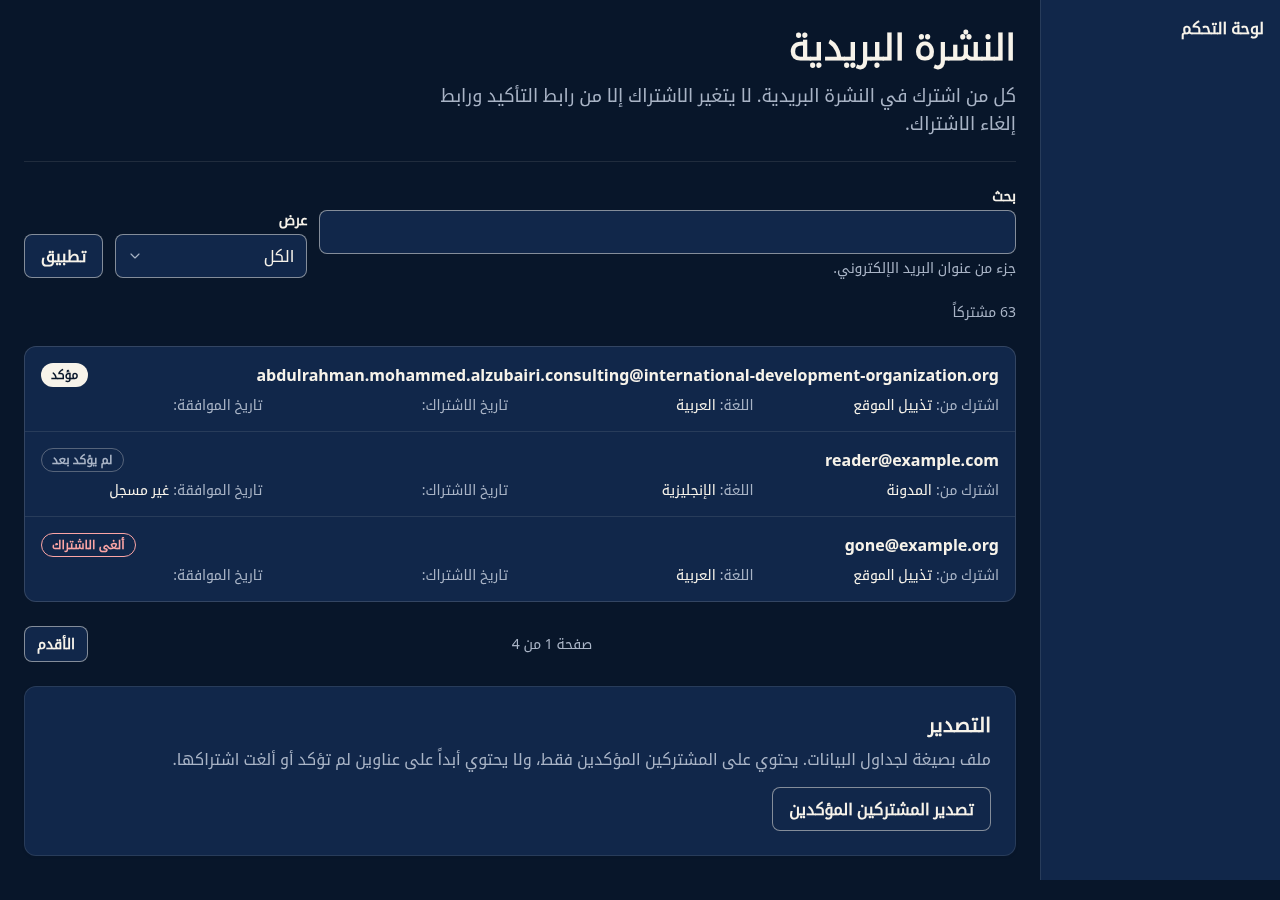 لوحة التحكم
النشرة البريدية
كل من اشترك في النشرة البريدية. لا يتغير الاشتراك إلا من رابط التأكيد ورابط
إلغاء الاشتراك.
بحث
جزء من عنوان البريد الإلكتروني.
عرض
الكل
تطبيق
63 مشتركاً
abdulrahman.mohammed.alzubairi.consulting@international-development-organization.org
مؤكد
اشترك من: تذييل الموقع اللغة: العربية تاريخ الاشتراك: تاريخ الموافقة:
reader@example.com
لم يؤكد بعد
اشترك من: المدونة اللغة: الإنجليزية تاريخ الاشتراك: تاريخ الموافقة: غير مسجل
gone@example.org
ألغى الاشتراك
اشترك من: تذييل الموقع اللغة: العربية تاريخ الاشتراك: تاريخ الموافقة:
صفحة 1 من 4
الأقدم
التصدير
ملف بصيغة لجداول البيانات. يحتوي على المشتركين المؤكدين فقط، ولا يحتوي أبداً على عناوين لم تؤكد أو ألغت اشتراكها.
تصدير المشتركين المؤكدين